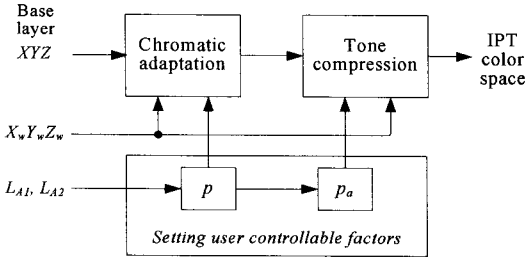 Base
layer
XYZ
Chromatic
adaptation
Tone
compression
IPT
color
space
XwYwZw
LA1, LA2
p
pa
Setting user controllable factors